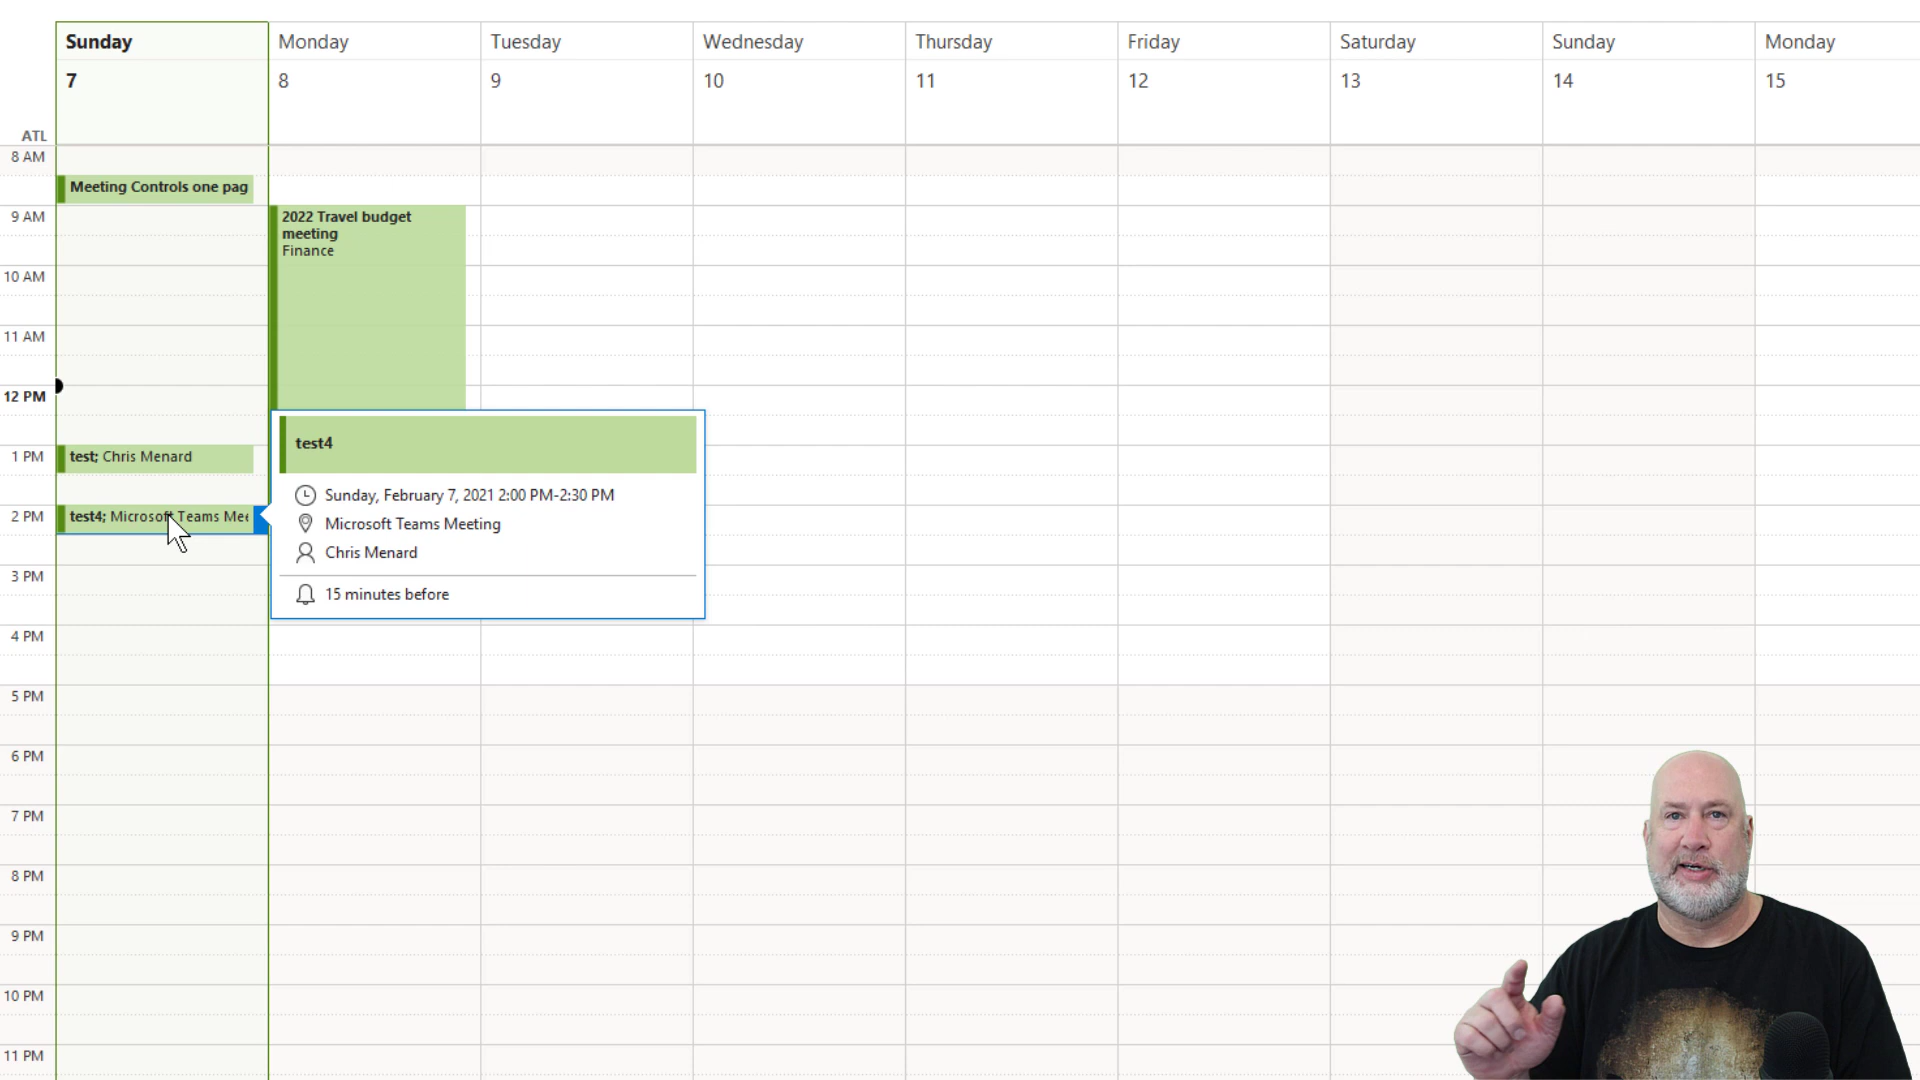 Sunday
Monday
Tuesday
Wednesday
Thursday
Friday
Saturday
Sunday
Monday
7
8
9
10
11
12
13
14
15
ATL
8 AM
Meeting Controls one pag
9 AM
2022 Travel budget
meeting
Finance
10 AM
11 AM
12 PM
1 PM
test; Chris Menard
2 PM
test4; Microsoft Teams Mee
test4
Sunday, February 7, 2021 2:00 PM-2:30 PM
Microsoft Teams Meeting
Chris Menard
15 minutes before
3 PM
4 PM
5 PM
6 PM
7 PM
8 PM
9 PM
10 PM
11 PM